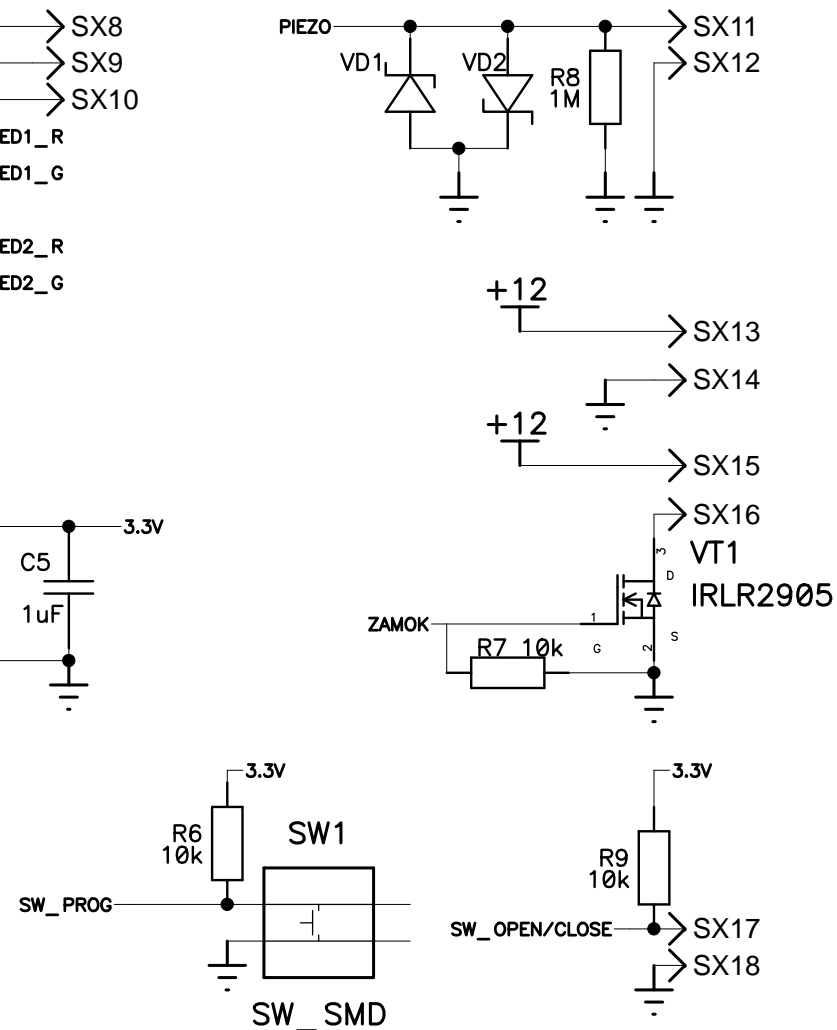 SX8
SX9
SX10
ED1_R
ED1_G
ED2_R
ED2_G
PIEZO
SX11
SX12
VD1
VD2
R8
1M
+12
SX13
SX14
+12
SX15
SX16
3.3V
C5
1uF
VT1
IRLR2905
3
D
ZAMOK
1
G
2
S
R7 10k
3.3V
R6
10k
SW1
SW_PROG
SW_SMD
3.3V
R9
10k
SW_OPEN/CLOSE
SX17
SX18